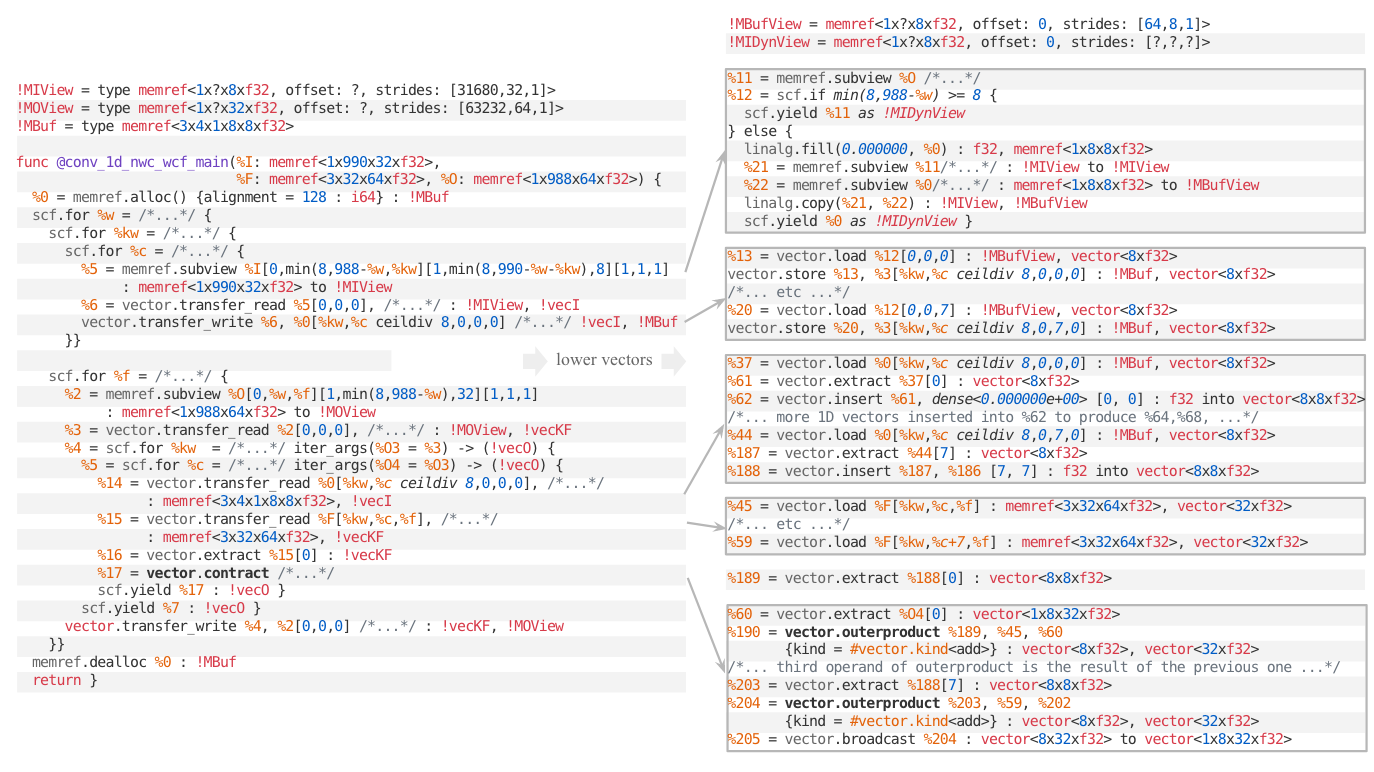 !MIView = type memref<1x?x8xf32, offset: ?, strides: [31680,32,1]>
!MOView = type memref<1x?x32xf32, offset: ?, strides: [63232,64,1]>
!MBuf = type memref<3x4x1x8x8xf32>
func @conv_1d_nwc_wcf_main(%I: memref<1x990x32xf32>,
%F: memref<3x32x64xf32>, %O: memref<1x988x64xf32>) {
%0 = memref.alloc() {alignment = 128 : i64} : !MBuf
scf.for %w = /*...*/ {
scf.for %kw = /*...*/ {
scf.for %c = /*...*/ {
%5 = memref.subview %I[0,min(8,988-%w,%kw][1,min(8,990-%w-%kw),8][1,1,1]
: memref<1x990x32xf32> to !MIView
%6 = vector.transfer_read %5[0,0,0], /*...*/ : !MIView, !vecI
vector.transfer_write %6, %0[%kw,%c ceildiv 8,0,0,0] /*...*/ !vecI, !MBuf
}}
scf.for %f = /*...*/ {
%2 = memref.subview %O[0,%w,%f][1,min(8,988-%w),32][1,1,1]
: memref<1x988x64xf32> to !MOView
%3 = vector.transfer_read %2[0,0,0], /*...*/ : !MOView, !vecKF
%4 = scf.for %kw  = /*...*/ iter_args(%O3 = %3) -> (!vecO) {
%5 = scf.for %c = /*...*/ iter_args(%O4 = %O3) -> (!vecO) {
%14 = vector.transfer_read %0[%kw,%c ceildiv 8,0,0,0], /*...*/
: memref<3x4x1x8x8xf32>, !vecI
%15 = vector.transfer_read %F[%kw,%c,%f], /*...*/
: memref<3x32x64xf32>, !vecKF
%16 = vector.extract %15[0] : !vecKF
%17 = vector.contract /*...*/
scf.yield %17 : !vecO }
scf.yield %7 : !vecO }
vector.transfer_write %4, %2[0,0,0] /*...*/ : !vecKF, !MOView
}}
memref.dealloc %0 : !MBuf
return }
lower vectors
!MBufView = memref<1x?x8xf32, offset: 0, strides: [64,8,1]>
!MIDynView = memref<1x?x8xf32, offset: 0, strides: [?,?,?]>
%11 = memref.subview %O /*...*/
%12 = scf.if min(8,988-%w) >= 8 {
scf.yield %11 as !MIDynView
} else {
linalg.fill(0.000000, %0) : f32, memref<1x8x8xf32>
%21 = memref.subview %11/*...*/ : !MIView to !MIView
%22 = memref.subview %0/*...*/ : memref<1x8x8xf32> to !MBufView
linalg.copy(%21, %22) : !MIView, !MBufView
scf.yield %0 as !MIDynView }
%13 = vector.load %12[0,0,0] : !MBufView, vector<8xf32>
vector.store %13, %3[%kw,%c ceildiv 8,0,0,0] : !MBuf, vector<8xf32>
/*... etc ...*/
%20 = vector.load %12[0,0,7] : !MBufView, vector<8xf32>
vector.store %20, %3[%kw,%c ceildiv 8,0,7,0] : !MBuf, vector<8xf32>
%37 = vector.load %0[%kw,%c ceildiv 8,0,0,0] : !MBuf, vector<8xf32>
%61 = vector.extract %37[0] : vector<8xf32>
%62 = vector.insert %61, dense<0.000000e+00> [0, 0] : f32 into vector<8x8xf32>
/*... more 1D vectors inserted into %62 to produce %64,%68, ...*/
%44 = vector.load %0[%kw,%c ceildiv 8,0,7,0] : !MBuf, vector<8xf32>
%187 = vector.extract %44[7] : vector<8xf32>
%188 = vector.insert %187, %186 [7, 7] : f32 into vector<8x8xf32>
%45 = vector.load %F[%kw,%c,%f] : memref<3x32x64xf32>, vector<32xf32>
/*... etc ...*/
%59 = vector.load %F[%kw,%c+7,%f] : memref<3x32x64xf32>, vector<32xf32>
%189 = vector.extract %188[0] : vector<8x8xf32>
%60 = vector.extract %O4[0] : vector<1x8x32xf32>
%190 = vector.outerproduct %189, %45, %60
{kind = #vector.kind<add>} : vector<8xf32>, vector<32xf32>
/*... third operand of outerproduct is the result of the previous one ...*/
%203 = vector.extract %188[7] : vector<8x8xf32>
%204 = vector.outerproduct %203, %59, %202
{kind = #vector.kind<add>} : vector<8xf32>, vector<32xf32>
%205 = vector.broadcast %204 : vector<8x32xf32> to vector<1x8x32xf32>